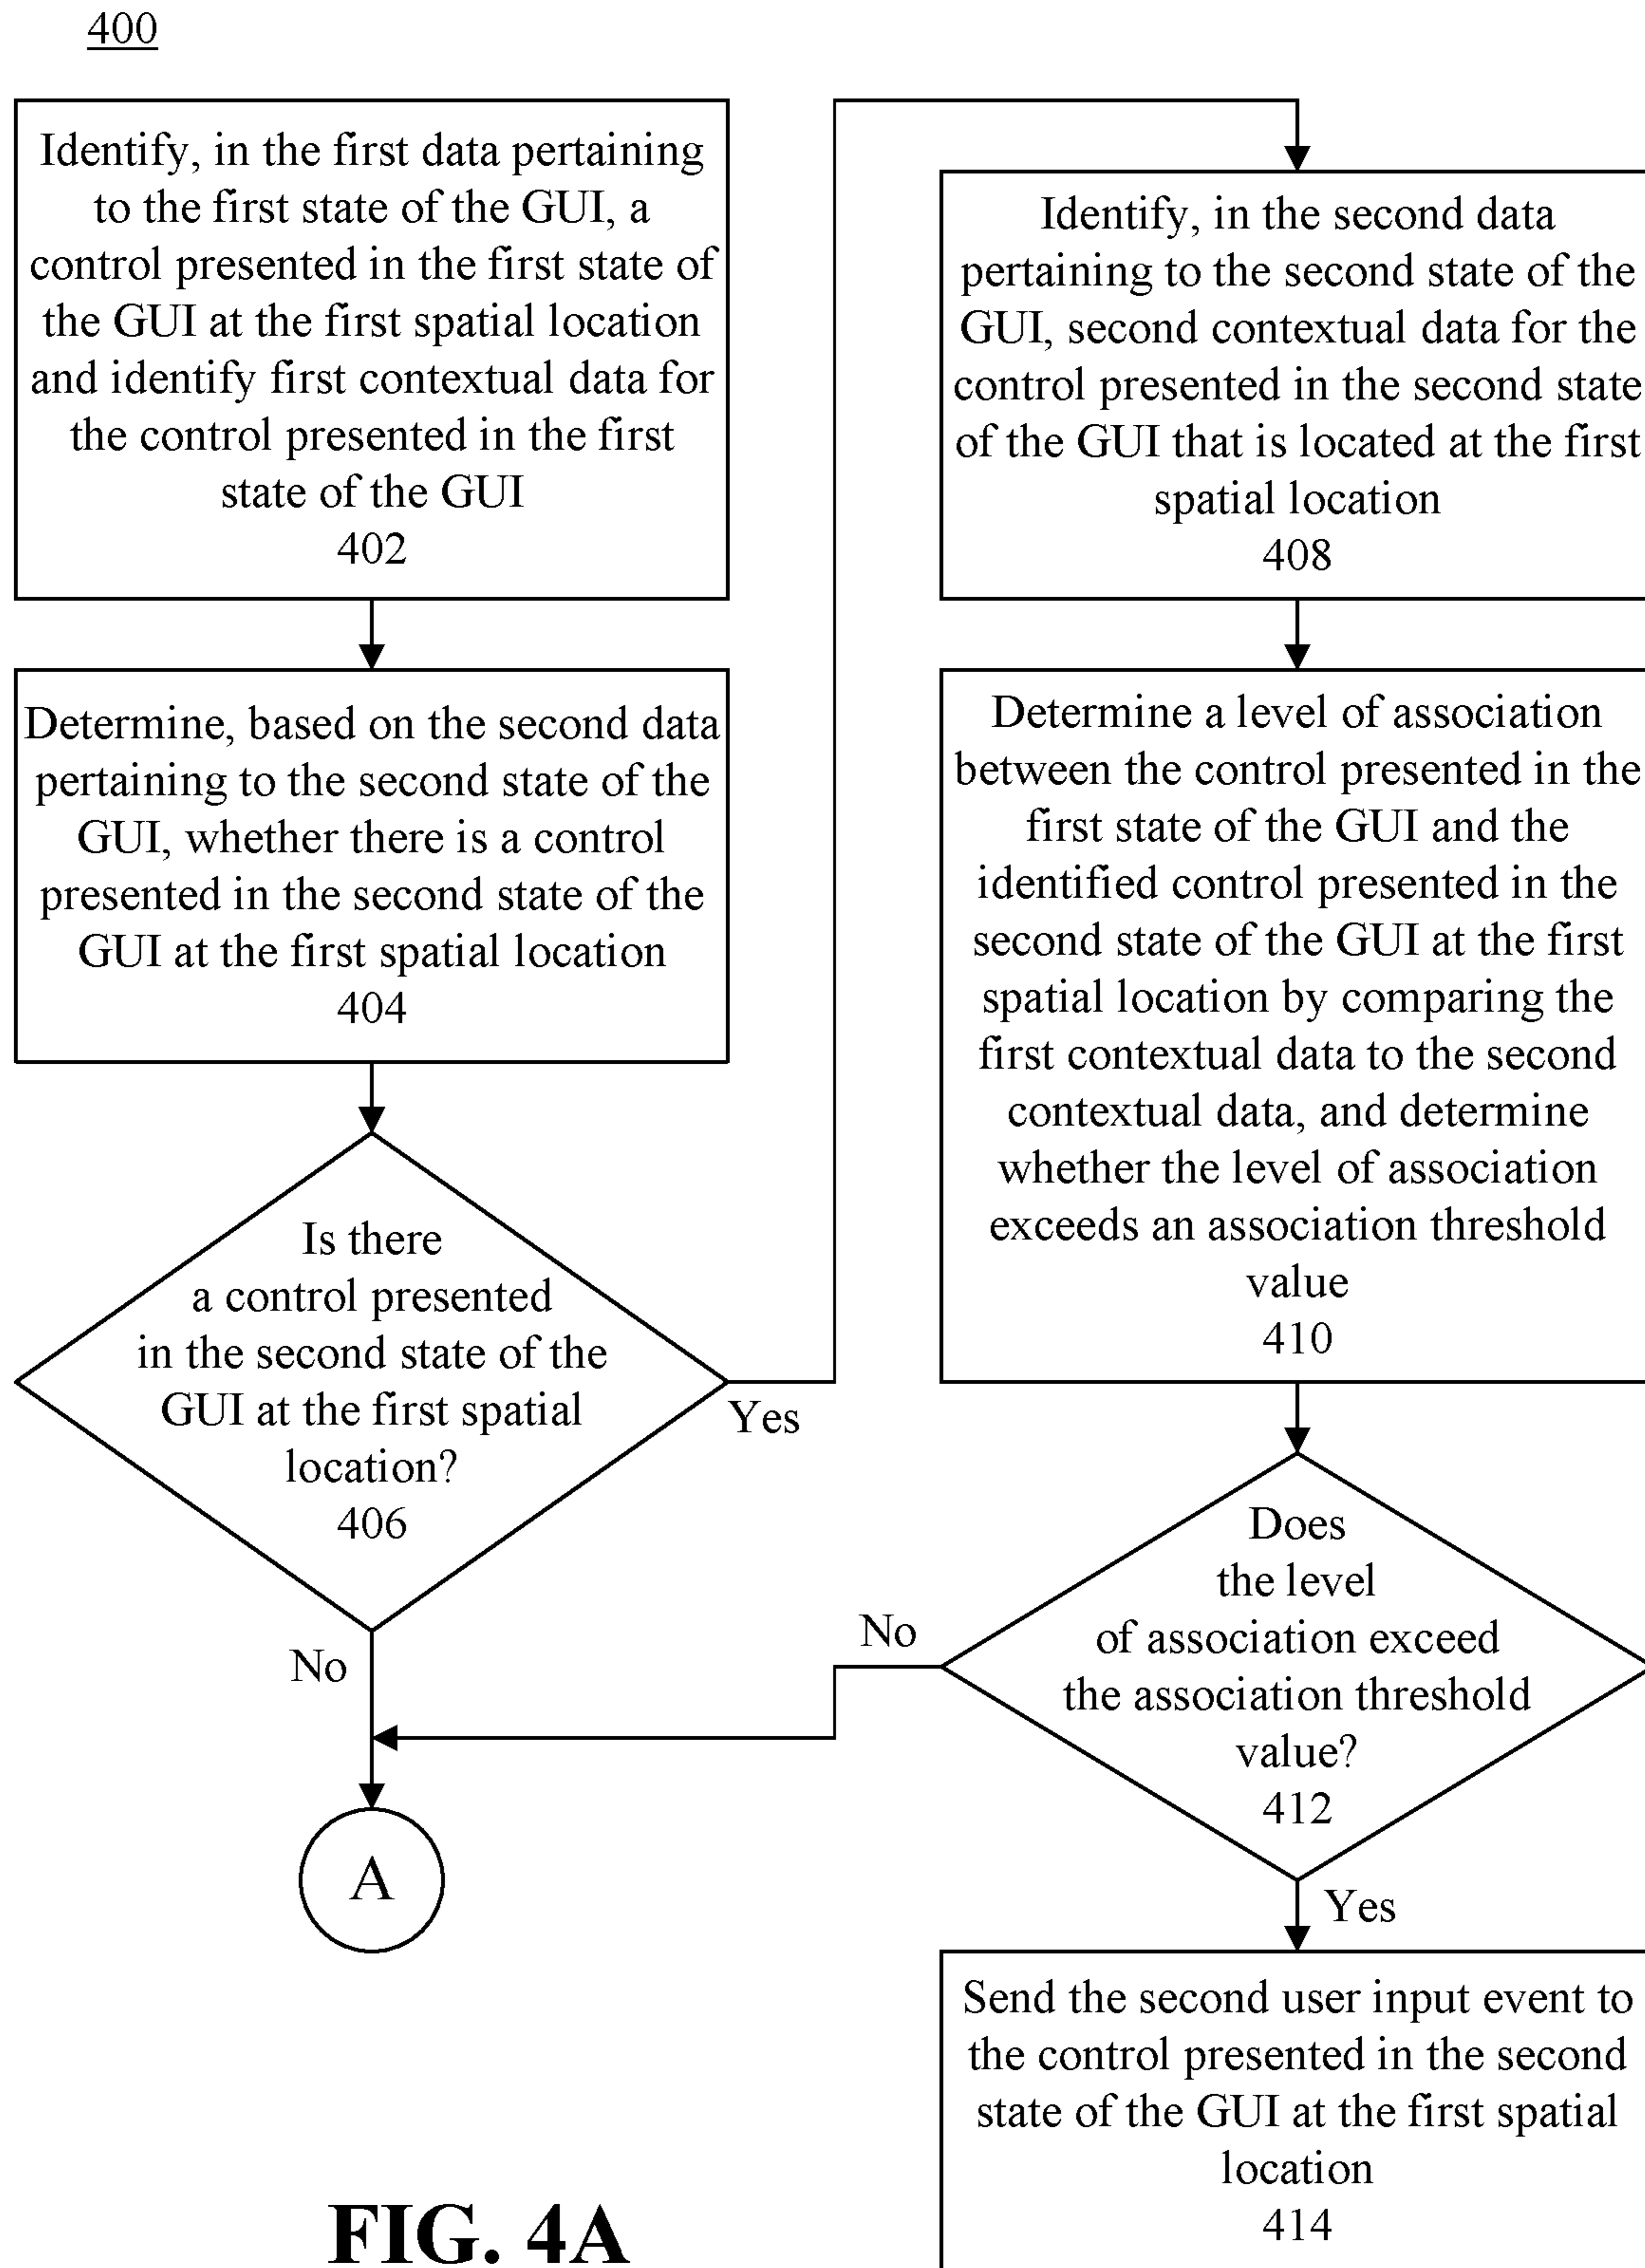 400
Identify, in the first data pertaining
to the first state of the GUI, a
control presented in the first state of
the GUI at the first spatial location
and identify first contextual data for
the control presented in the first
state of the GUI
402
Determine, based on the second data
pertaining to the second state of the
GUI, whether there is a control
presented in the second state of the
GUI at the first spatial location
404
Is there
a control presented
in the second state of the
GUI at the first spatial
location?
406
Yes
No
A
Identify, in the second data
pertaining to the second state of the
GUI, second contextual data for the
control presented in the second state
of the GUI that is located at the first
spatial location
408
Determine a level of association
between the control presented in the
first state of the GUI and the
identified control presented in the
second state of the GUI at the first
spatial location by comparing the
first contextual data to the second
contextual data, and determine
whether the level of association
exceeds an association threshold
value
410
Does
the level
of association exceed
the association threshold
value?
412
No
Yes
Send the second user input event to
the control presented in the second
state of the GUI at the first spatial
location
414
FIG. 4A